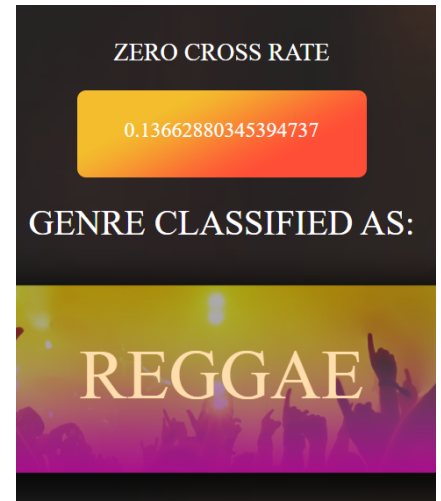 ZERO CROSS RATE
0.13662880345394737
GENRE CLASSIFIED AS:
REGGAE